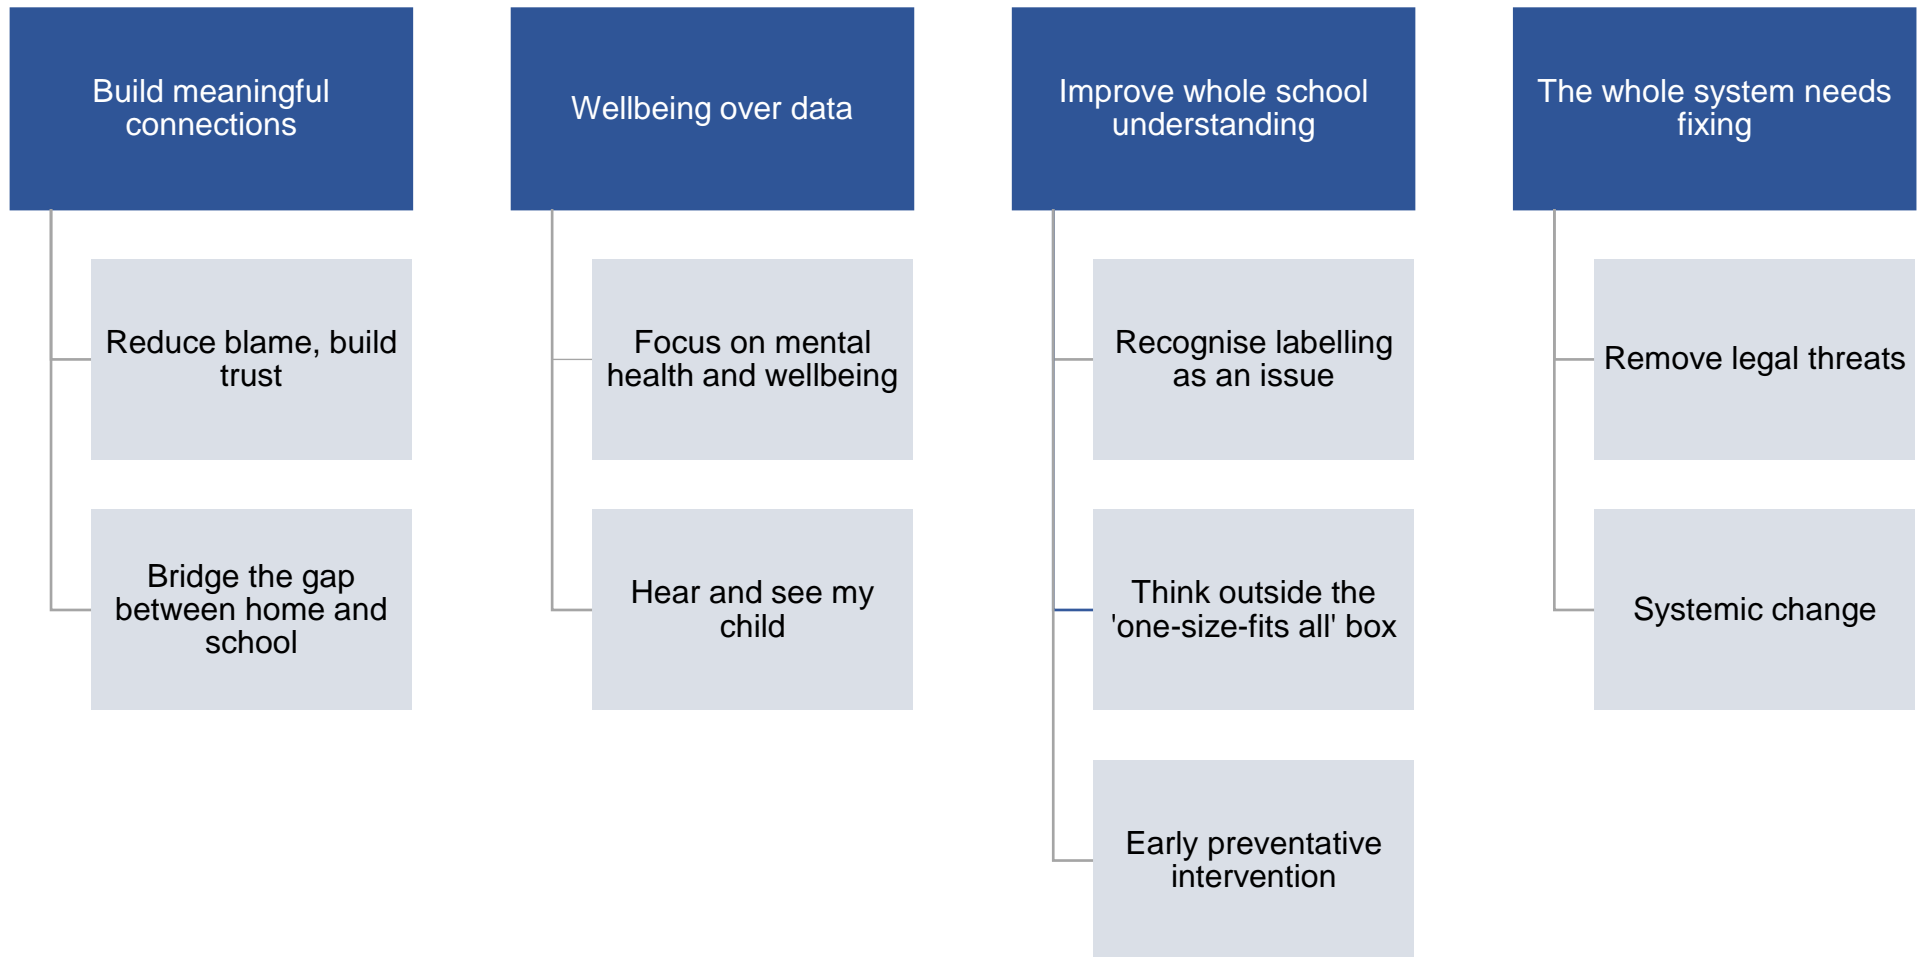 Build meaningful
connections
Reduce blame, build
trust
Bridge the gap
between home and
school
Wellbeing over data
Focus on mental
health and wellbeing
Hear and see my
child
Improve whole school
understanding
Recognise labelling
as an issue
Think outside the
'one-size-fits all' box
Early preventative
intervention
The whole system needs
fixing
Remove legal threats
Systemic change